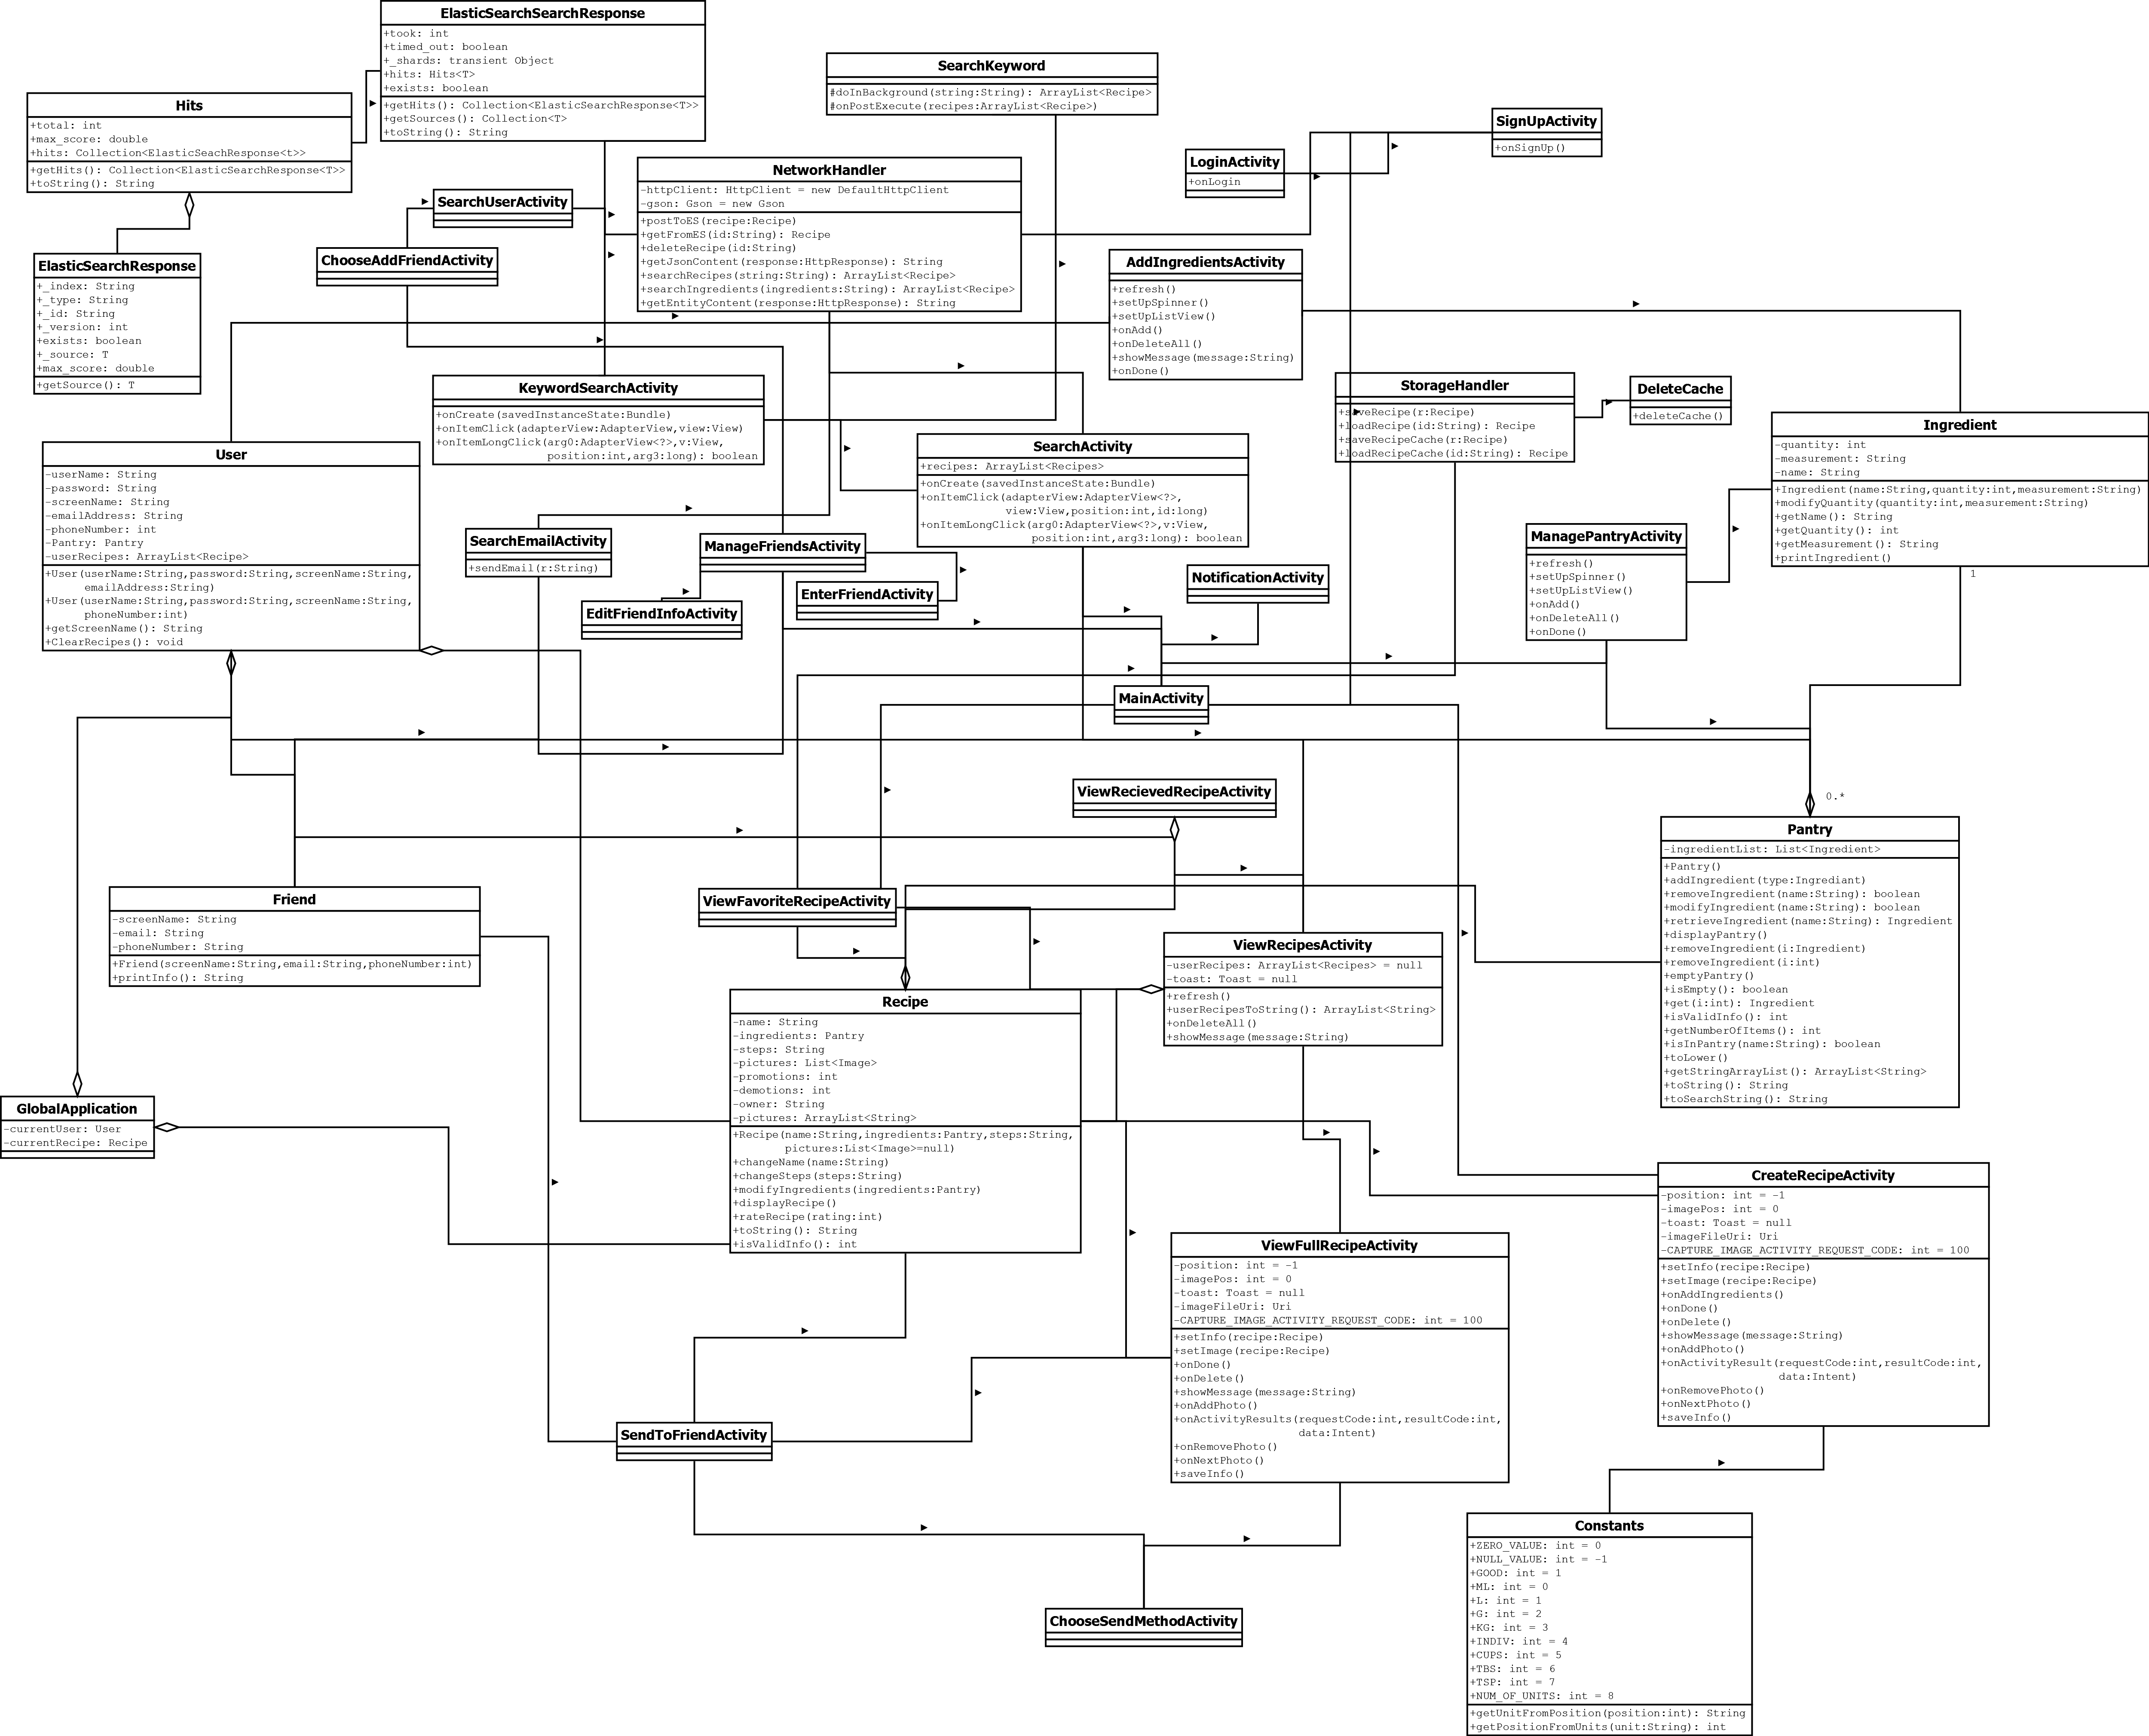 ElasticSearchSearchResponse
+took: int
+timed_out: boolean
+_shards: transient Object
+hits: Hits<T>
+exists: boolean
+getHits(): Collection<ElasticSearchResponse<T>>
+getSources(): Collection<T>
+toString(): String
SearchKeyword
#doInBackground(string:String): ArrayList<Recipe>
#onPostExecute(recipes:ArrayList<Recipe>)
Hits
+total: int
+max_score: double
+hits: Collection<ElasticSeachResponse<t>>
+getHits(): Collection<ElasticSearchResponse<T>>
+toString(): String
SignUpActivity
+onSignUp()
LoginActivity
+onLogin
NetworkHandler
-httpClient: HttpClient = new DefaultHttpClient
-gson: Gson = new Gson
+postToES(recipe:Recipe)
+getFromES(id:String): Recipe
+deleteRecipe(id:String)
+getJsonContent(response:HttpResponse): String
+searchRecipes(string:String): ArrayList<Recipe>
+searchIngredients(ingredients:String): ArrayList<Recipe>
+getEntityContent(response:HttpResponse): String
SearchUserActivity
ChooseAddFriendActivity
ElasticSearchResponse
+_index: String
+_type: String
+_id: String
+_version: int
+exists: boolean
+_source: T
+max_score: double
+getSource(): T
AddIngredientsActivity
+refresh()
+setUpSpinner()
+setUpListView()
+onAdd()
+onDeleteAll()
+showMessage(message:String)
+onDone()
KeywordSearchActivity
+onCreate(savedInstanceState:Bundle)
+onItemClick(adapterView:AdapterView,view:View)
+onItemLongClick(arg0:AdapterView<?>,v:View,
position:int,arg3:long): boolean
StorageHandler
+saveRecipe(r:Recipe)
+loadRecipe(id:String): Recipe
+saveRecipeCache(r:Recipe)
+loadRecipeCache(id:String): Recipe
DeleteCache
+deleteCache()
Ingredient
-quantity: int
-measurement: String
-name: String
+Ingredient(name:String,quantity:int,measurement:String)
+modifyQuantity(quantity:int,measurement:String)
+getName(): String
+getQuantity(): int
+getMeasurement(): String
+printIngredient()
1
SearchActivity
+recipes: ArrayList<Recipes>
+onCreate(savedInstanceState:Bundle)
+onItemClick(adapterView:AdapterView<?>,
view:View,position:int,id:long)
+onItemLongClick(arg0:AdapterView<?>,v:View,
position:int,arg3:long): boolean
User
-userName: String
-password: String
-screenName: String
-emailAddress: String
-phoneNumber: int
-Pantry: Pantry
-userRecipes: ArrayList<Recipe>
+User(userName:String,password:String,screenName:String,
emailAddress:String)
+User(userName:String,password:String,screenName:String,
phoneNumber:int)
+getScreenName(): String
+ClearRecipes(): void
SearchEmailActivity
+sendEmail(r:String)
ManageFriendsActivity
EnterFriendActivity
EditFriendInfoActivity
NotificationActivity
ManagePantryActivity
+refresh()
+setUpSpinner()
+setUpListView()
+onAdd()
+onDeleteAll()
+onDone()
MainActivity
ViewRecievedRecipeActivity
0.*
Pantry
-ingredientList: List<Ingredient>
+Pantry()
+addIngredient(type:Ingrediant)
+removeIngredient(name:String): boolean
+modifyIngredient(name:String): boolean
+retrieveIngredient(name:String): Ingredient
+displayPantry()
+removeIngredient(i:Ingredient)
+removeIngredient(i:int)
+emptyPantry()
+isEmpty(): boolean
+get(i:int): Ingredient
+isValidInfo(): int
+getNumberOfItems(): int
+isInPantry(name:String): boolean
+toLower()
+getStringArrayList(): ArrayList<String>
+toString(): String
+toSearchString(): String
Friend
-screenName: String
-email: String
-phoneNumber: String
+Friend(screenName:String,email:String,phoneNumber:int)
+printInfo(): String
ViewFavoriteRecipeActivity
ViewRecipesActivity
-userRecipes: ArrayList<Recipes> = null
-toast: Toast = null
+refresh()
+userRecipesToString(): ArrayList<String>
+onDeleteAll()
+showMessage(message:String)
Recipe
-name: String
-ingredients: Pantry
-steps: String
-pictures: List<Image>
-promotions: int
-demotions: int
-owner: String
-pictures: ArrayList<String>
+Recipe(name:String,ingredients:Pantry,steps:String,
pictures:List<Image>=null)
+changeName(name:String)
+changeSteps(steps:String)
+modifyIngredients(ingredients:Pantry)
+displayRecipe()
+rateRecipe(rating:int)
+toString(): String
+isValidInfo(): int
GlobalApplication
-currentUser: User
-currentRecipe: Recipe
CreateRecipeActivity
-position: int = -1
-imagePos: int = 0
-toast: Toast = null
-imageFileUri: Uri
-CAPTURE_IMAGE_ACTIVITY_REQUEST_CODE: int = 100
+setInfo(recipe:Recipe)
+setImage(recipe:Recipe)
+onAddIngredients()
+onDone()
+onDelete()
+showMessage(message:String)
+onAddPhoto()
+onActivityResult(requestCode:int,resultCode:int,
data:Intent)
+onRemovePhoto()
+onNextPhoto()
+saveInfo()
ViewFullRecipeActivity
-position: int = -1
-imagePos: int = 0
-toast: Toast = null
-imageFileUri: Uri
-CAPTURE_IMAGE_ACTIVITY_REQUEST_CODE: int = 100
+setInfo(recipe:Recipe)
+setImage(recipe:Recipe)
+onDone()
+onDelete()
+showMessage(message:String)
+onAddPhoto()
+onActivityResults(requestCode:int,resultCode:int,
data:Intent)
+onRemovePhoto()
+onNextPhoto()
+saveInfo()
SendToFriendActivity
Constants
+ZERO_VALUE: int = 0
+NULL_VALUE: int = -1
+GOOD: int = 1
+ML: int = 0
+L: int = 1
+G: int = 2
+KG: int = 3
+INDIV: int = 4
+CUPS: int = 5
+TBS: int = 6
+TSP: int = 7
+NUM_OF_UNITS: int = 8
+getUnitFromPosition(position:int): String
+getPositionFromUnits(unit:String): int
ChooseSendMethodActivity